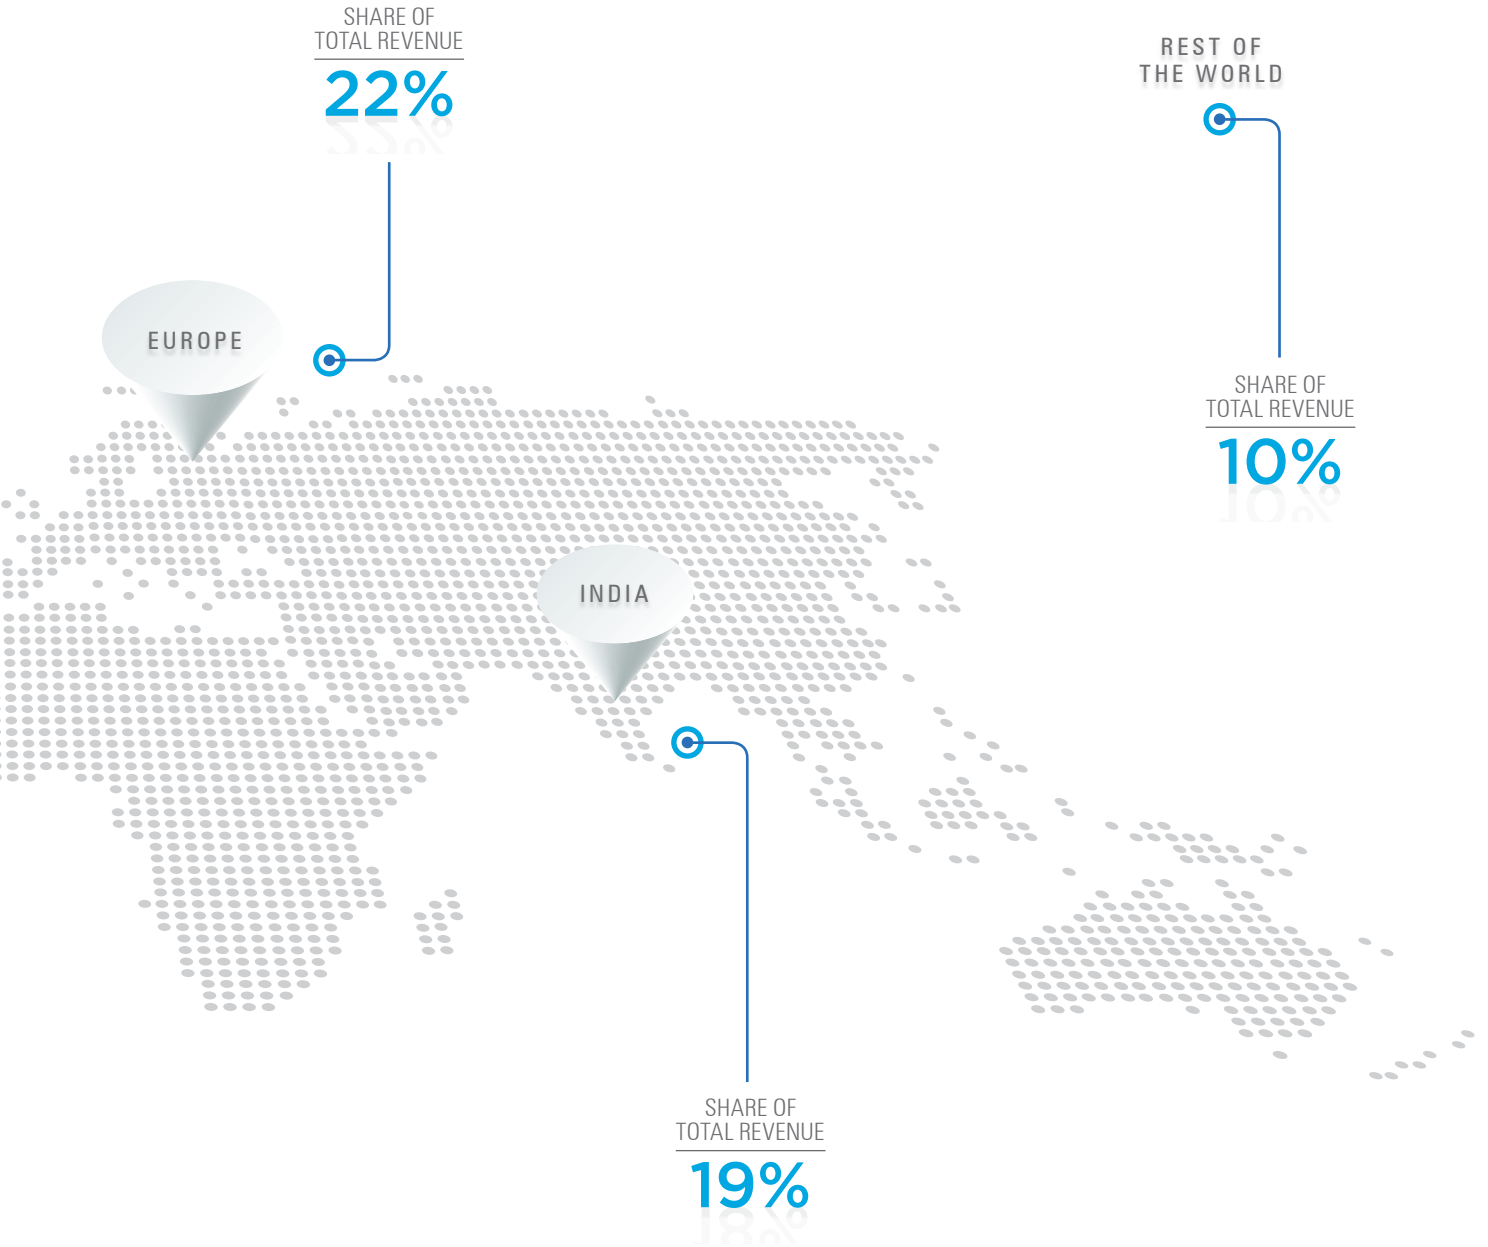 SHARE OF
TOTAL REVENUE
22%
REST OF
THE WORLD
EUROPE
SHARE OF
TOTAL REVENUE
10%
INDIA
SHARE OF
TOTAL REVENUE
19%